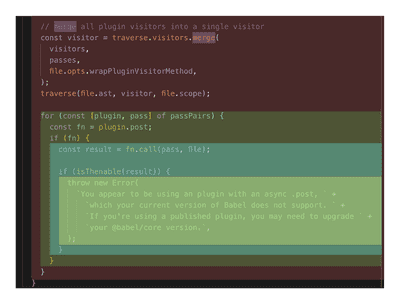 // merge all plugin visitors into a single visitor
const visitor = traverse.visitors.merge(
visitors,
passes,
file.opts.wrapPluginVisitorMethod,
);
traverse(file.ast, visitor, file.scope);
for (const [plugin, pass] of passPairs) {
const fn = plugin.post;
if (fn) {
const result = fn.call(pass, file);
if (isThenable(result)) {
throw new Error(
`You appear to be using an plugin with an async .post, ` +
`which your current version of Babel does not support. ` +
`If you're using a published plugin, you may need to upgrade ` +
`your @babel/core version.`,
);
}
}
}
}